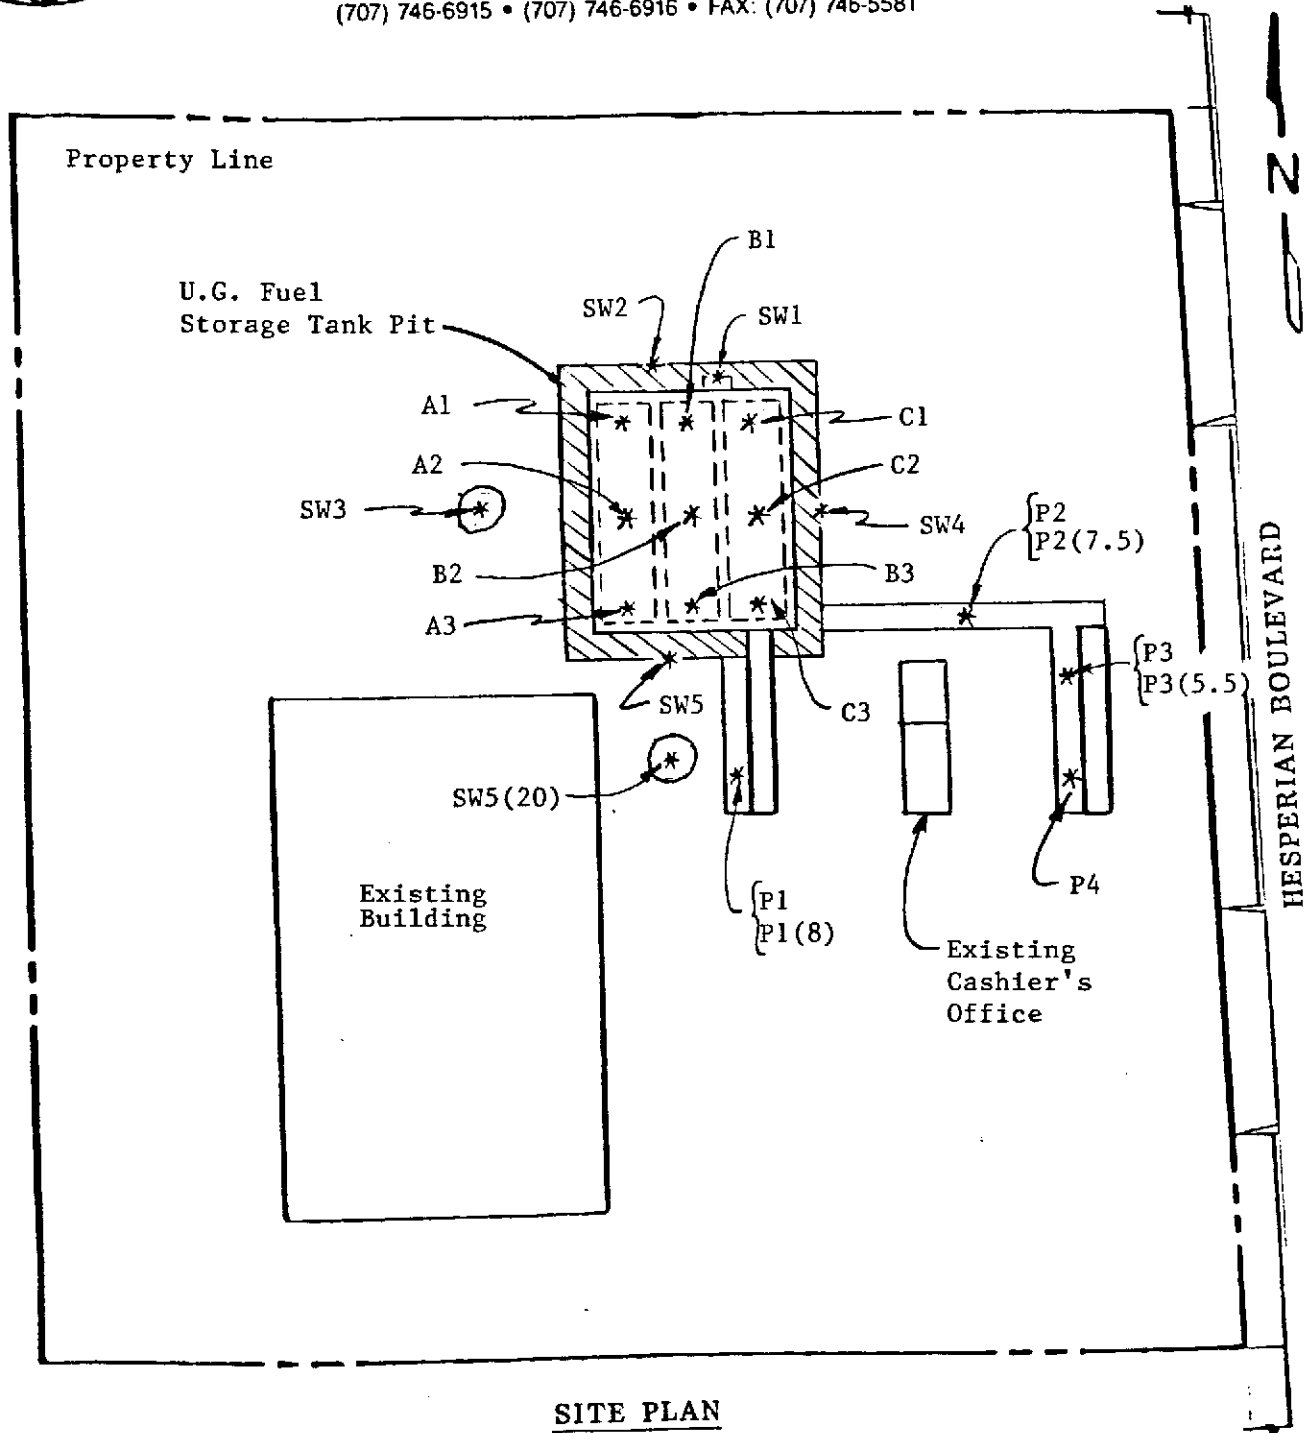 (707) 746-6915 • (707) 746-6916 • FAX: (707) 746-5581
Property Line
N
B1
U.G. Fuel
Storage Tank Pit
SW2
SW1
A1
C1
A2
C2
SW3
SW4
P2
P2(7.5)
B2
B3
A3
P3
P3(5.5)
SW5
C3
SW5(20)
P4
Existing
Building
P1
P1(8)
Existing
Cashier's
Office
HESPERIAN BOULEVARD
SITE PLAN